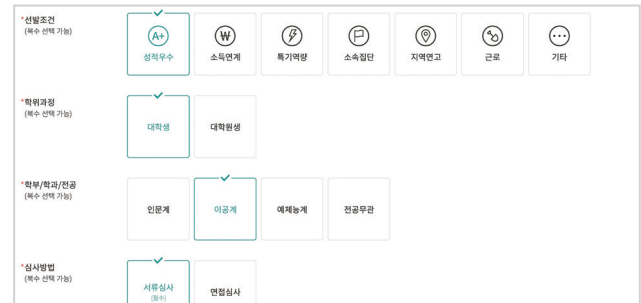 *선발조건
(복수 선택 가능)
A+
성적우수
₩
소득연계
특기역량
소속집단
지역연고
근로
기타
*학위과정
(복수 선택 가능)
대학생
대학원생
*학부/학과/전공
(복수 선택 가능)
인문계
이공계
예체능계
전공무관
*심사방법
(복수 선택 가능)
서류심사
(필수)
면접심사